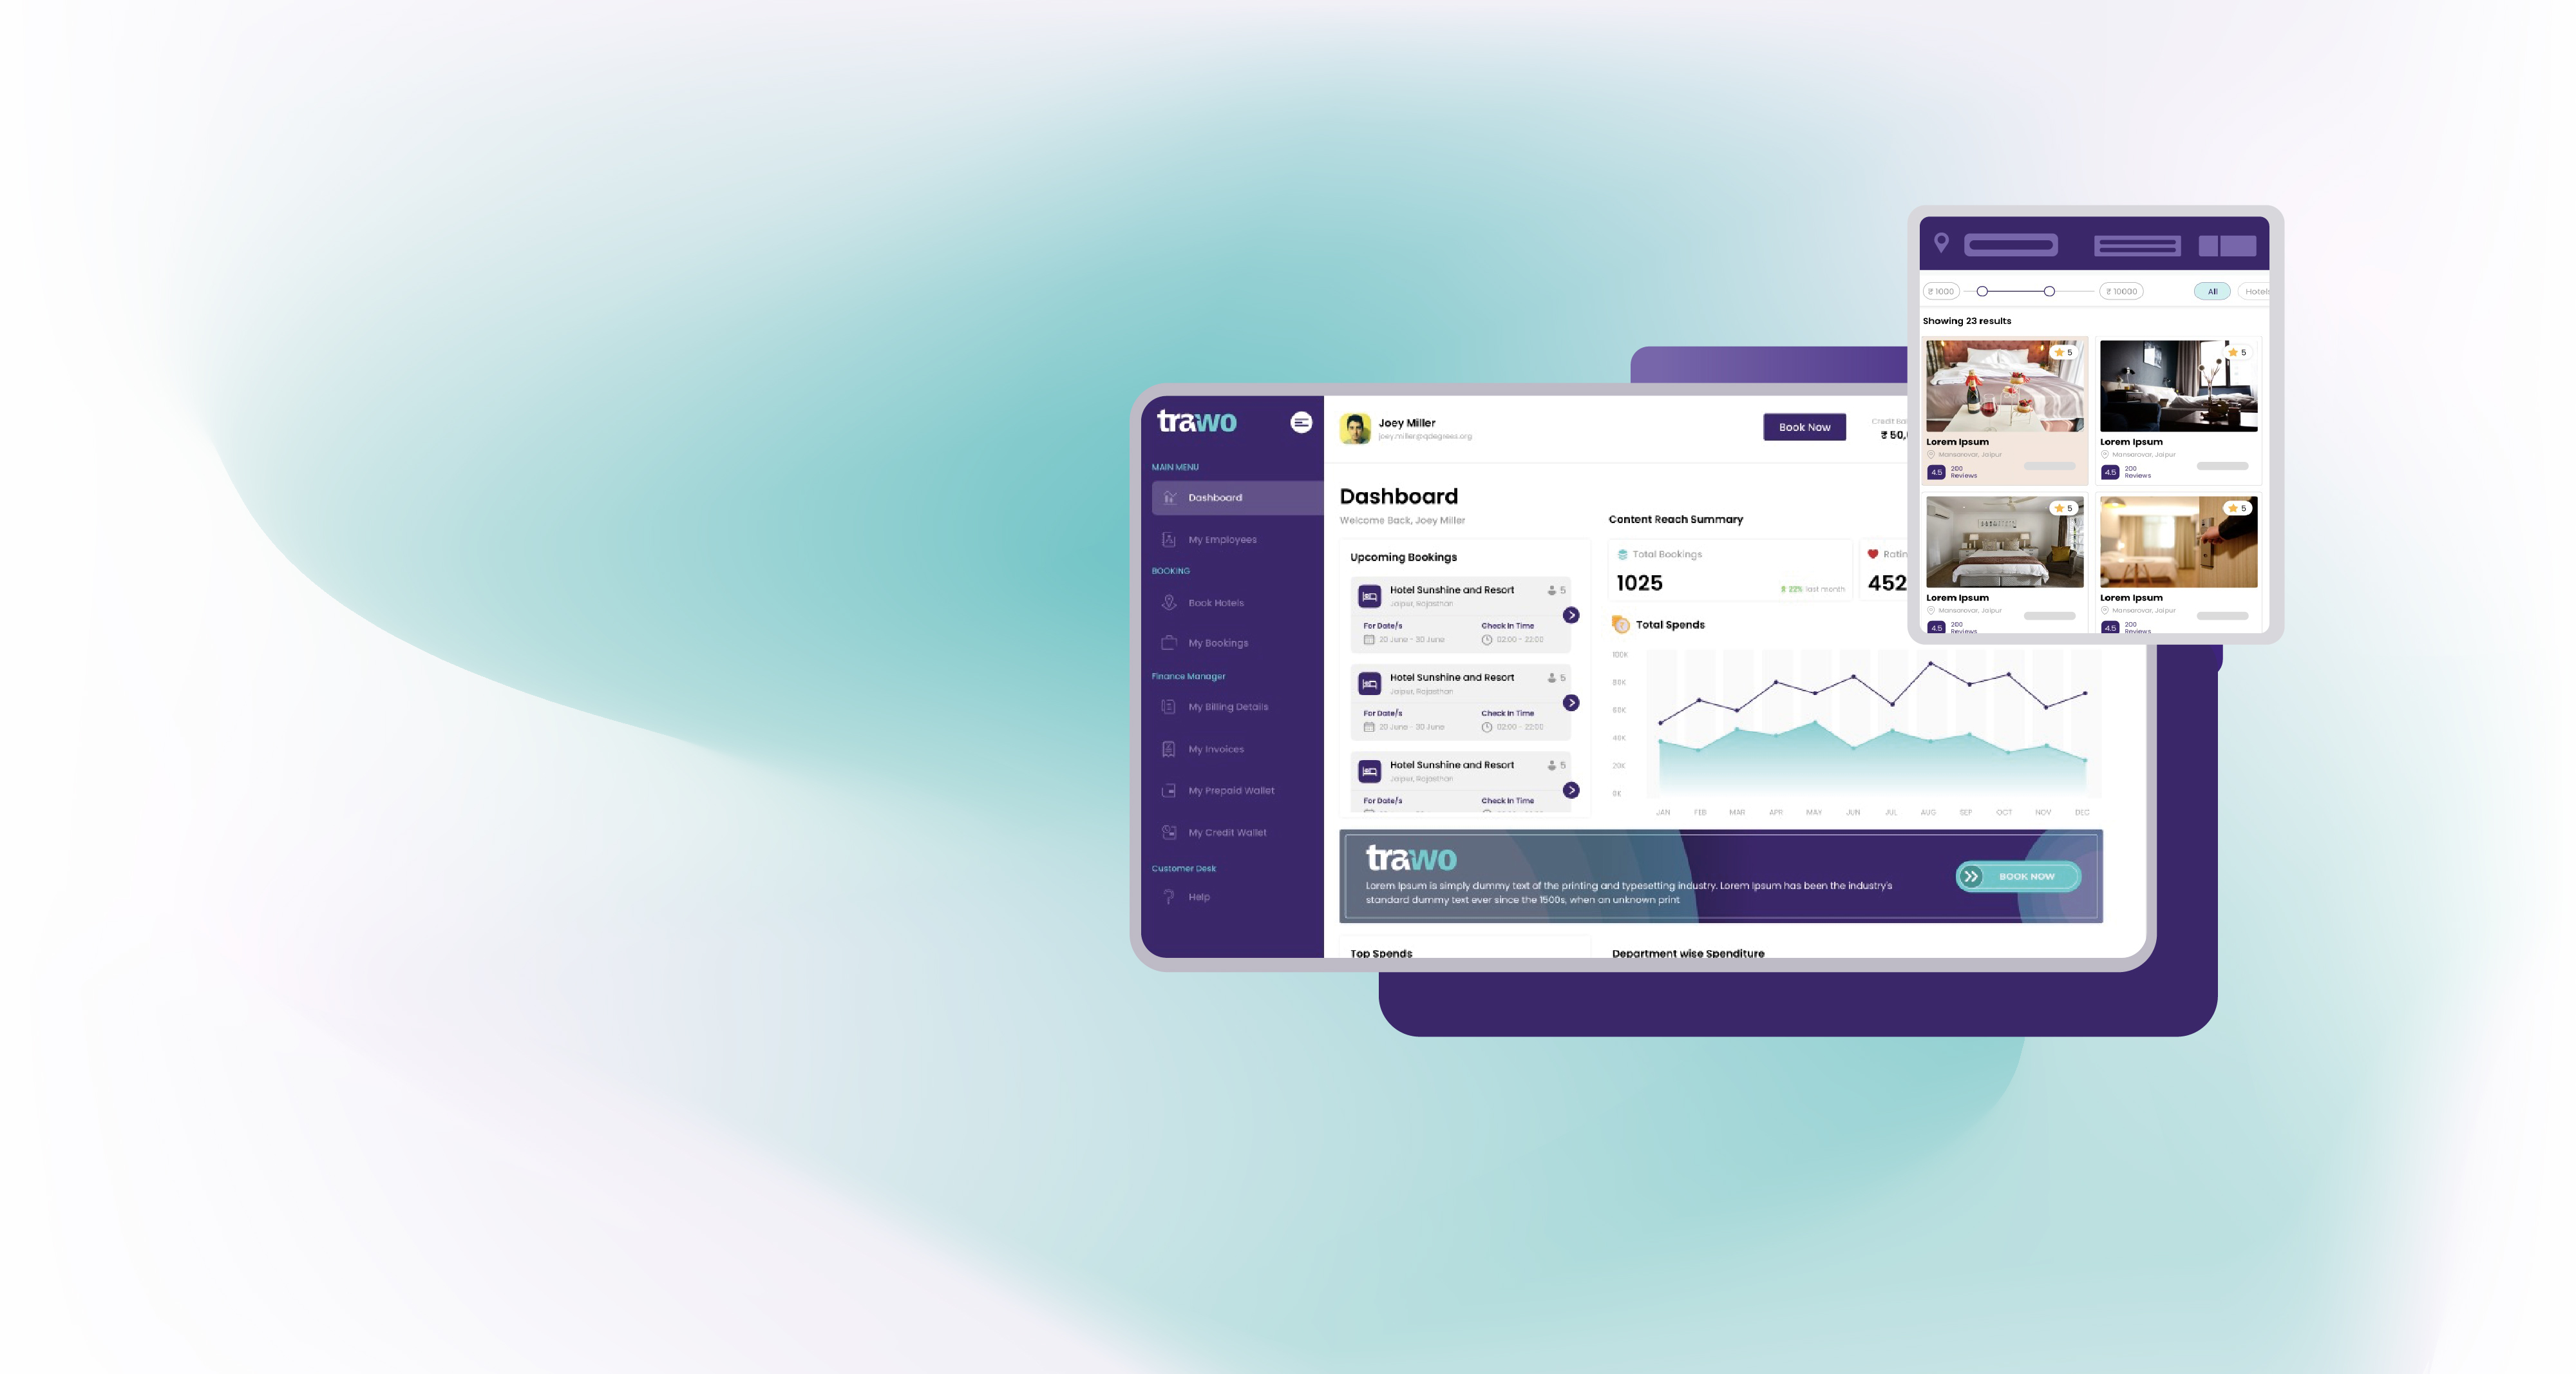 trawo
MAIN MENU
Dashboard
My Employees
BOOKING
Book Hotels
My Bookings
Finance Manager
My Billing Details
My Invoices
My Prepaid Wallet
My Credit Wallet
Customer Desk
Help
Joey Miller
joey.miller@qdegrees.org
Book Now
Credit
₹ 50,
Dashboard
Welcome Back, Joey Miller
Upcoming Bookings
Hotel Sunshine and Resort
5
Jaipur, Rajasthan
For Date/s
Check In Time
20 June - 30 June
02:00 - 22:00
Hotel Sunshine and Resort
5
Jaipur, Rajasthan
For Date/s
Check In Time
20 June - 30 June
02:00 - 22:00
Hotel Sunshine and Resort
5
Jaipur, Rajasthan
For Date/s
Check In Time
Content Reach Summary
Total Bookings
1025
22% last month
Ratin
452
Total Spends
100K
80K
60K
40K
20K
0K
JAN FEB MAR APR MAY JUN JUL AUG SEP OCT NOV DEC
trawo
Lorem Ipsum is simply dummy text of the printing and typesetting industry. Lorem Ipsum has been the industry's
standard dummy text ever since the 1500s, when an unknown print
BOOK NOW
Top Spends
Department wise Spenditure
₹ 1000
₹ 10000
All
Hotels
Showing 23 results
5
Lorem Ipsum
Mansarovar, Jaipur
4.5
200
Reviews
5
Lorem Ipsum
Mansarovar, Jaipur
4.5
200
Reviews
5
Lorem Ipsum
Mansarovar, Jaipur
4.5
200
Reviews
5
Lorem Ipsum
Mansarovar, Jaipur
4.5
200
Reviews